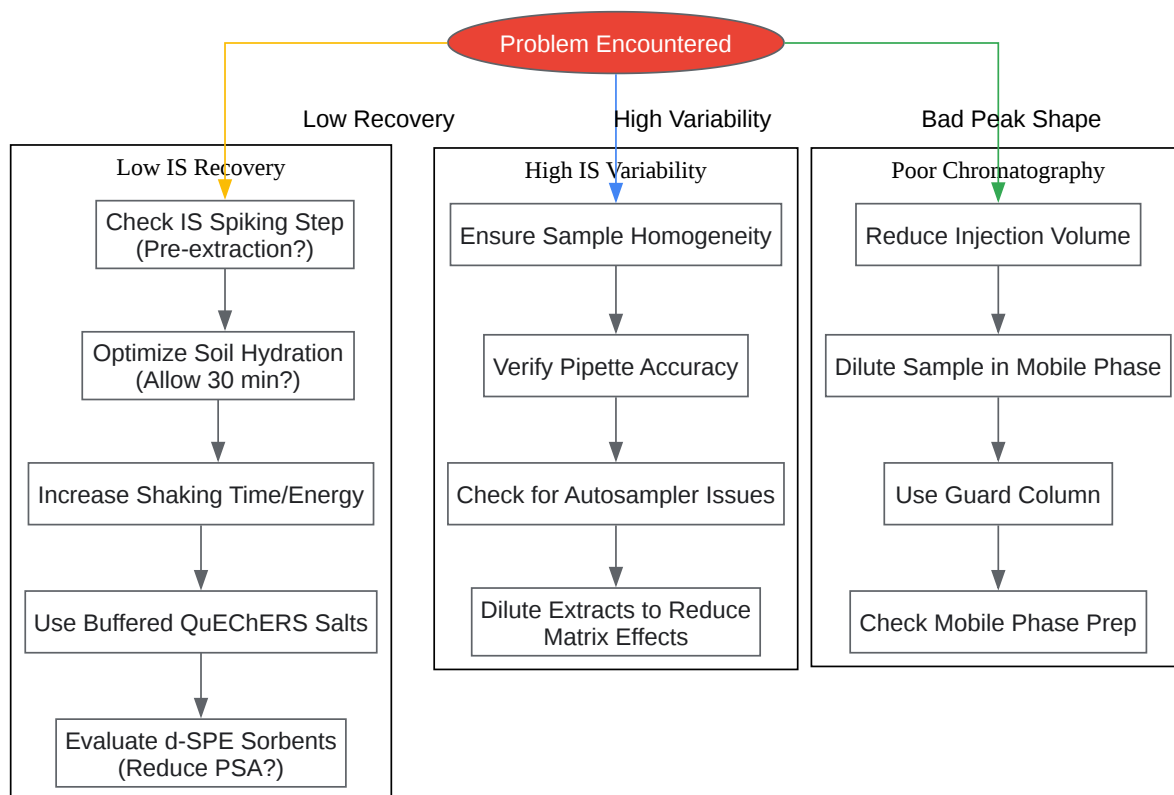 Problem Encountered
Low Recovery
High Variability
Bad Peak Shape
Low IS Recovery
Check IS Spiking Step
(Pre-extraction?)
Optimize Soil Hydration
(Allow 30 min?)
Increase Shaking Time/Energy
Use Buffered QuEChERS Salts
Evaluate d-SPE Sorbents
(Reduce PSA?)
High IS Variability
Ensure Sample Homogeneity
Verify Pipette Accuracy
Check for Autosampler Issues
Dilute Extracts to Reduce
Matrix Effects
Poor Chromatography
Reduce Injection Volume
Dilute Sample in Mobile Phase
Use Guard Column
Check Mobile Phase Prep